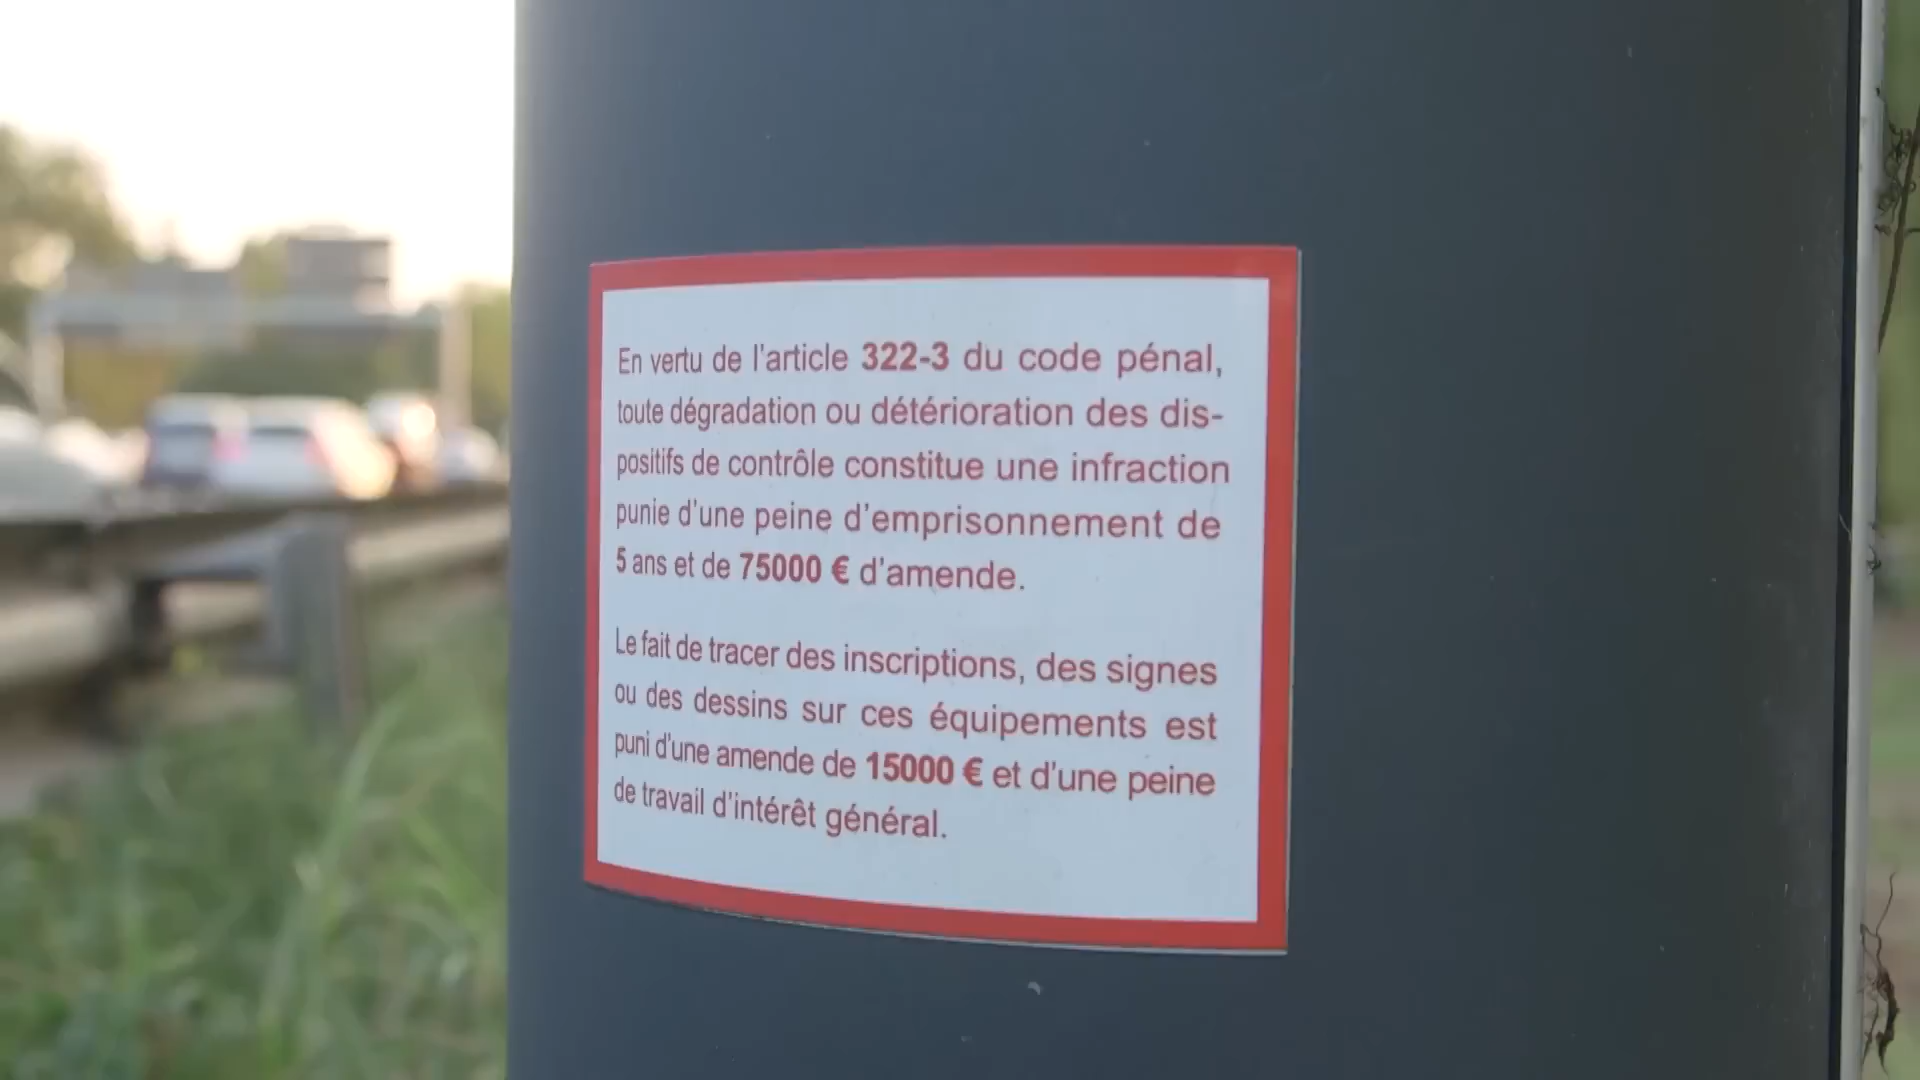 En vertu de l'article 322-3 du code pénal,
toute dégradation ou détérioration des dis-
positifs de contrôle constitue une infraction
punie d'une peine d'emprisonnement de
5 ans et de 75000 € d'amende.
Le fait de tracer des inscriptions, des signes
ou des dessins sur ces équipements est
puni d'une amende de 15000 € et d'une peine
de travail d'intérêt général.